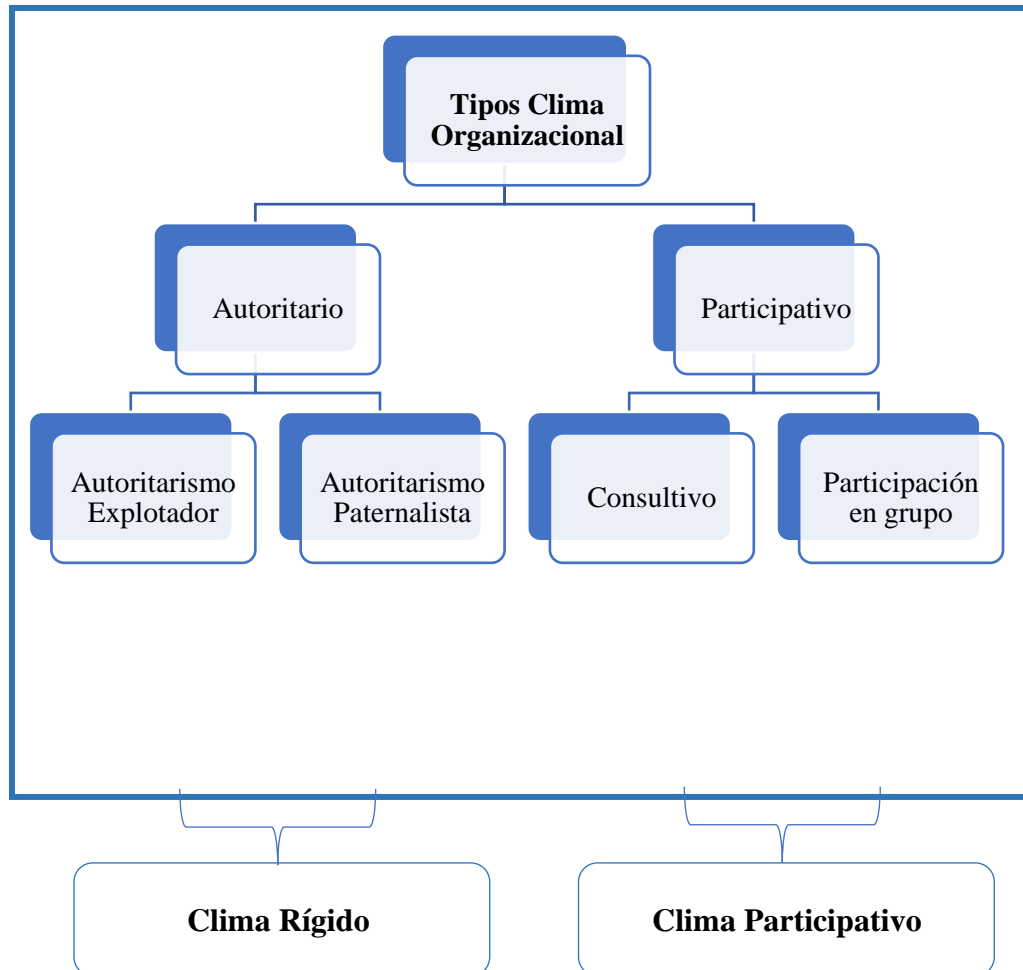 Tipos Clima
Organizacional
Autoritario
Participativo
Autoritarismo
Explotador
Autoritarismo
Paternalista
Consultivo
Participación
en grupo
Clima Rígido
Clima Participativo